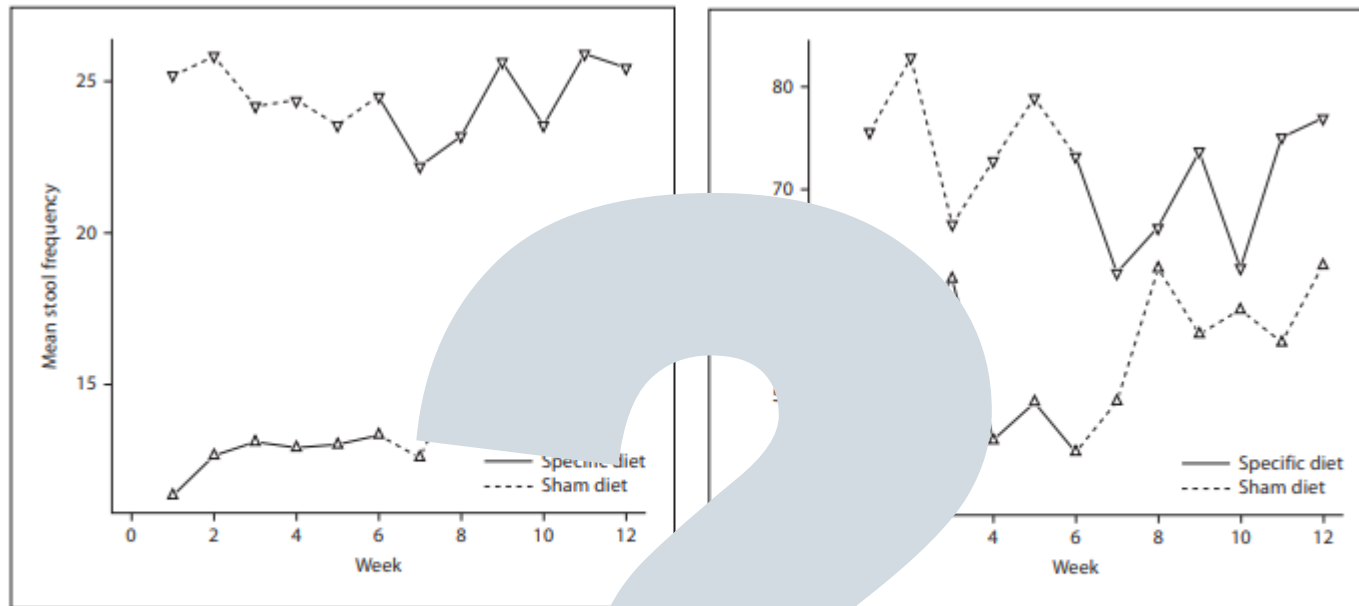 25
20
15
Mean stool frequency
Specific diet
Sham diet
0 2 4 6 8 10 12
Week
80
70
Specific diet
Sham diet
4 6 8 10 12
Week